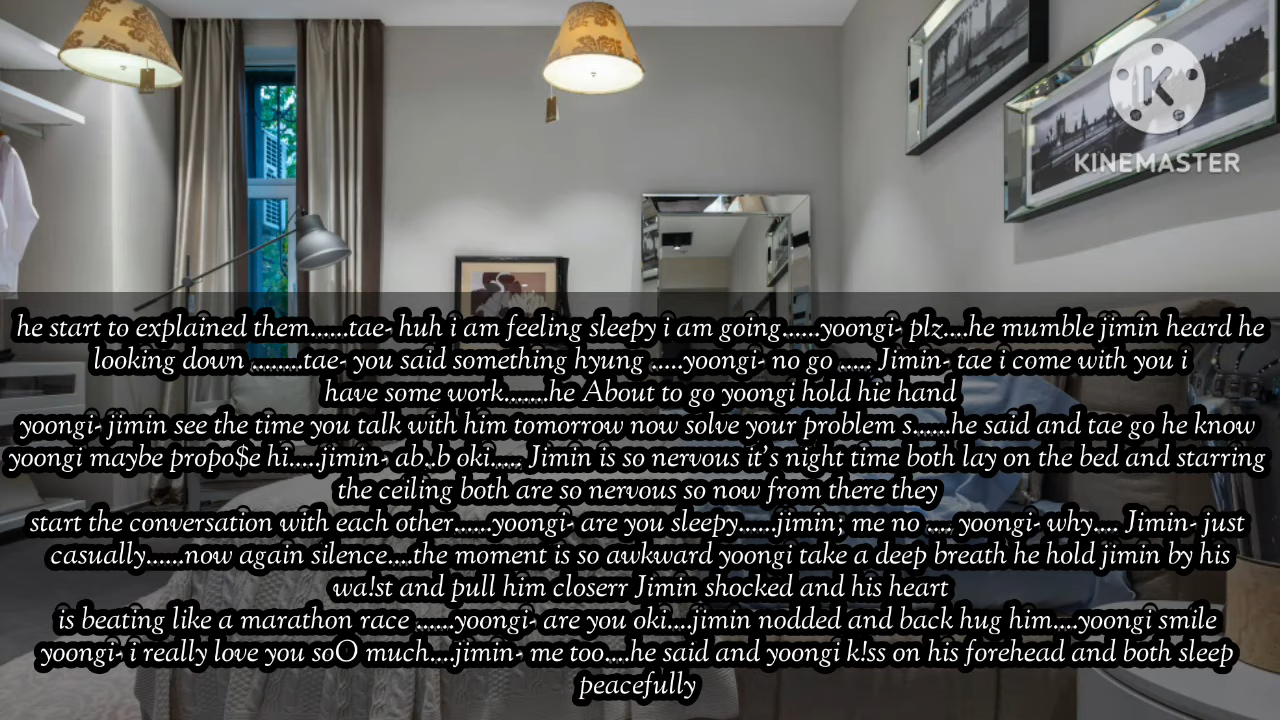 KINEMASTER
he start to explained them......tae- huh i am feeling sleepy i am going......yoongi- plz....he mumble jimin heard he
looking down ........tae- you said something hyung .....yoongi- no go ..... Jimin- tae i come with you i
have some work.......he About to go yoongi hold hie hand
yoongi- jimin see the time you talk with him tomorrow now solve your problem s......he said and tae go he know
yoongi maybe propo$e hi.....jimin- ab..b oki..... Jimin is so nervous it's night time both lay on the bed and starring
the ceiling both are so nervous so now from there they
start the conversation with each other......yoongi- are you sleepy......jimin; me no .... yoongi- why.... Jimin- just
casually......now again silence....the moment is so awkward yoongi take a deep breath he hold jimin by his
wa!st and pull him closerr Jimin shocked and his heart
is beating like a marathon race ......yoongi- are you oki....jimin nodded and back hug him....yoongi smile
yoongi- i really love you soO much....jimin- me too....he said and yoongi k!ss on his forehead and both sleep
peacefully